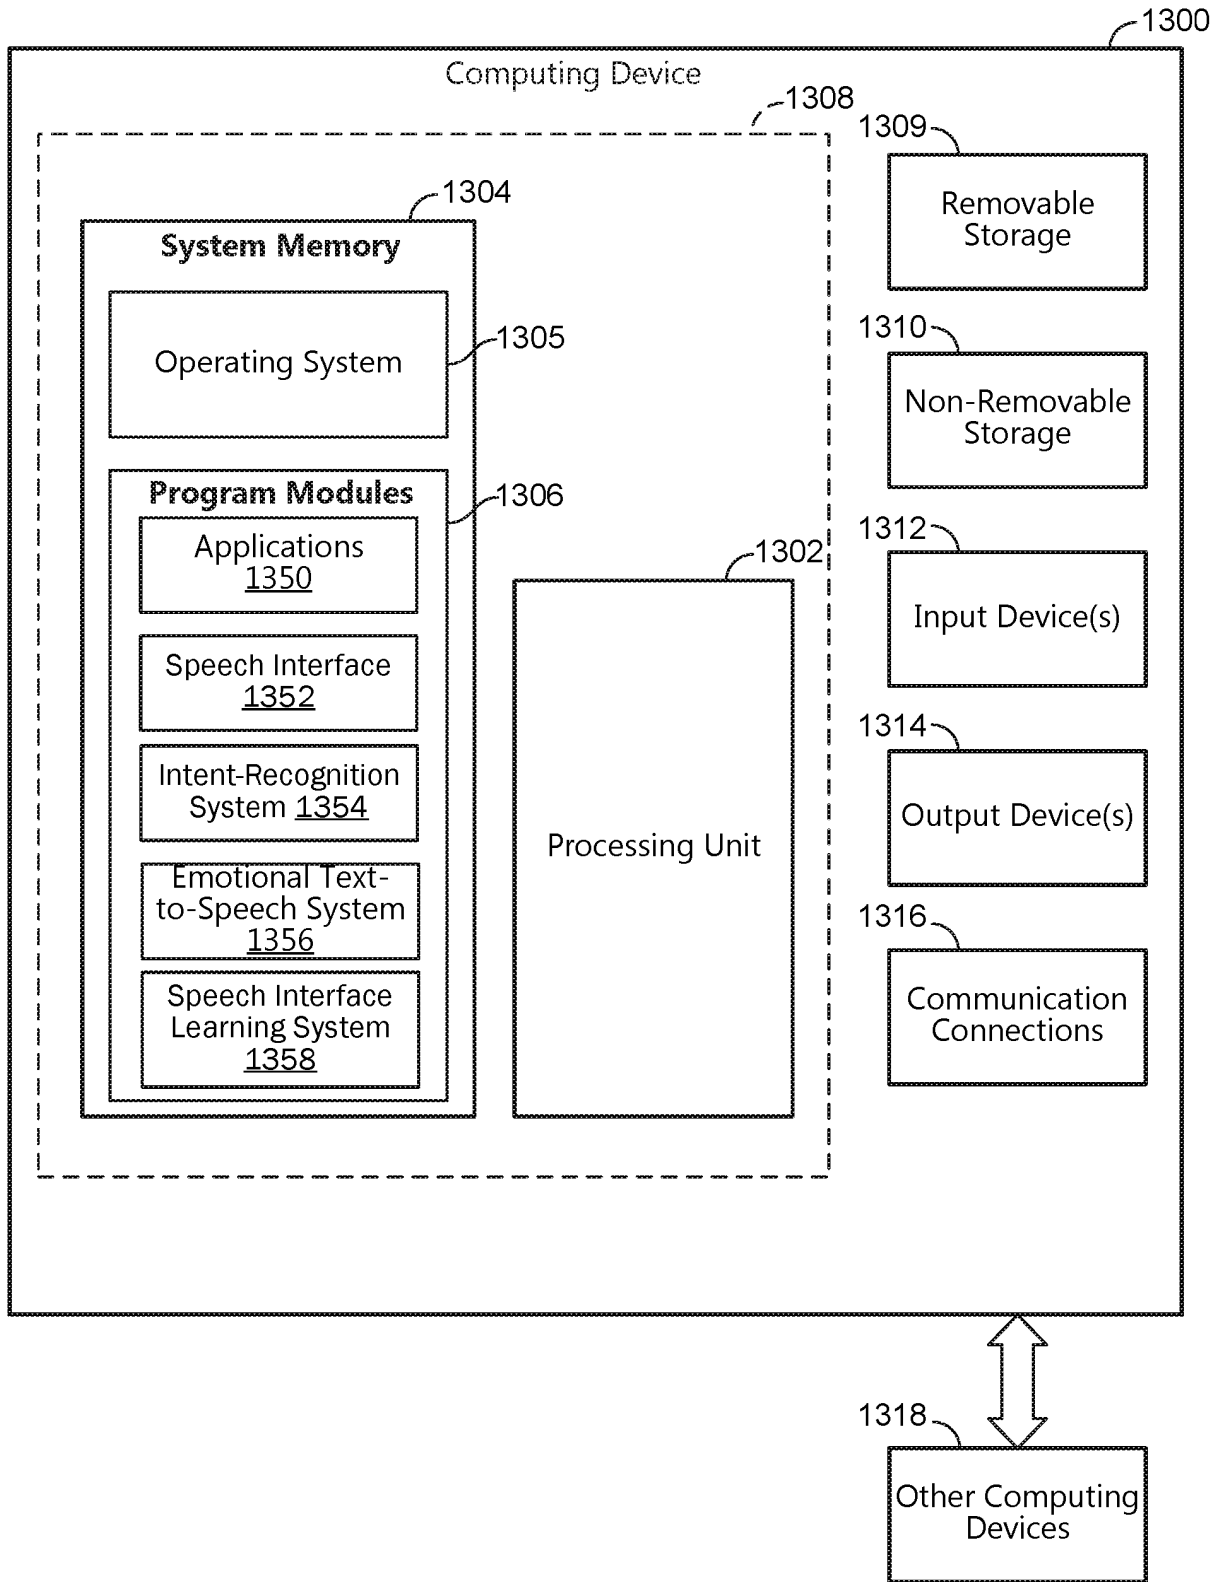 1300
Computing Device
1308
1304
System Memory
Operating System
1305
Program Modules
1306
Applications
1350
Speech Interface
1352
Intent-Recognition
System 1354
Emotional Text-
to-Speech System
1356
Speech Interface
Learning System
1358
1302
Processing Unit
1309
Removable
Storage
1310
Non-Removable
Storage
1312
Input Device(s)
1314
Output Device(s)
1316
Communication
Connections
1318
Other Computing
Devices